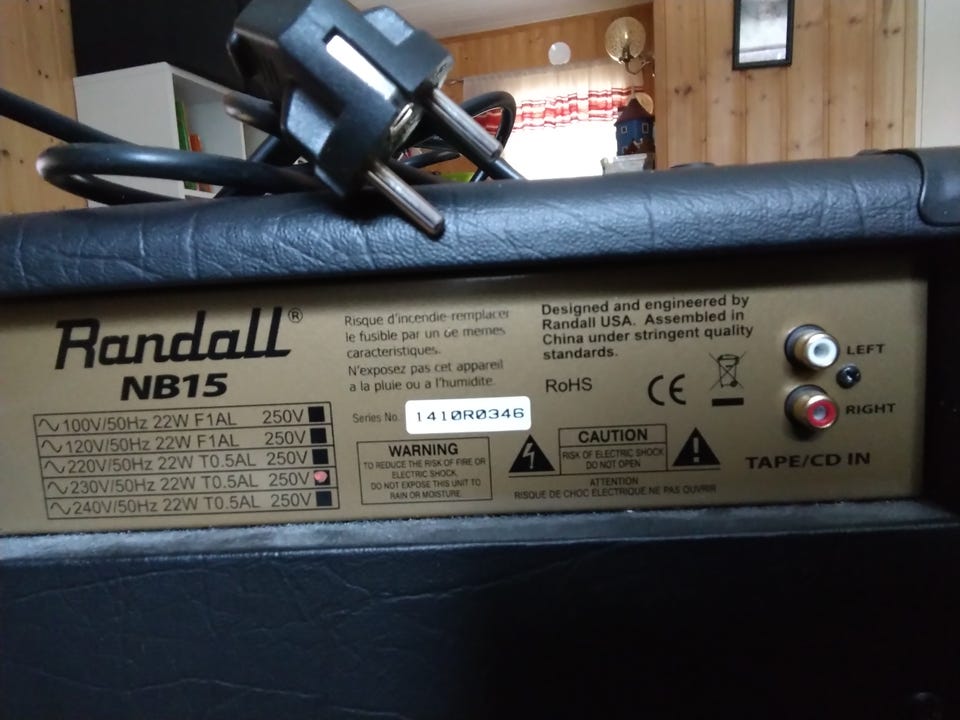 Randall®
NB15
100V/50Hz 22W F1AL 250V
120V/50Hz 22W F1AL 250V
220V/50Hz 22W T0.5AL 250V
230V/50Hz 22W T0.5AL 250V
240V/50Hz 22W T0.5AL 250V
Risque d'incendie-remplacer
le fusible par un de memes
caracteristiques.
N'exposez pas cet appareil
a la pluie ou a l'humidite.
Series No. 1410R0346
WARNING
TO REDUCE THE RISK OF FIRE OR
ELECTRIC SHOCK,
DO NOT EXPOSE THIS UNIT TO
RAIN OR MOISTURE.
Designed and engineered by
Randall USA. Assembled in
China under stringent quality
standards.
RoHS
CE
CAUTION
RISK OF ELECTRIC SHOCK
DO NOT OPEN
ATTENTION
RISQUE DE CHOC ELECTRIQUE NE PAS OUVRIR
LEFT
RIGHT
TAPE/CD IN